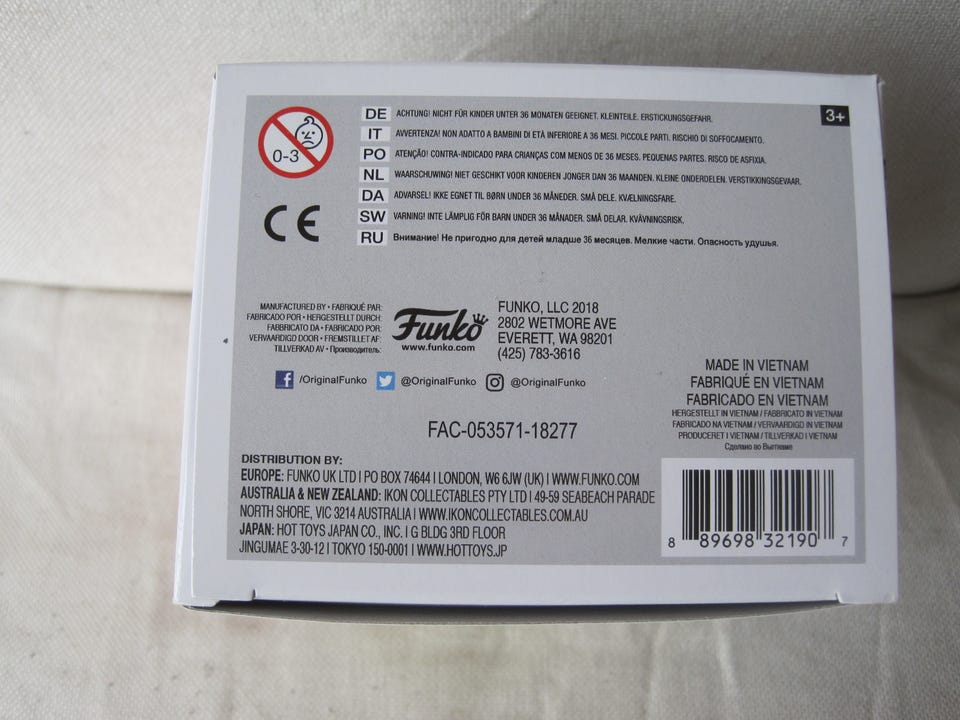 0-3
CE
3+
DE ACHTUNG! NICHT FÜR KINDER UNTER 36 MONATEN GEEIGNET. KLEINTEILE. ERSTICKUNGSGEFAHR.
IT AVVERTENZA! NON ADATTO A BAMBINI DI ETÀ INFERIORE A 36 MESI. PICCOLE PARTI. RISCHIO DI SOFFOCAMENTO.
PO ATENÇÃO! CONTRA-INDICADO PARA CRIANÇAS COM MENOS DE 36 MESES. PEQUENAS PARTES. RISCO DE ASFIXIA.
NL WAARSCHUWING! NIET GESCHIKT VOOR KINDEREN JONGER DAN 36 MAANDEN. KLEINE ONDERDELEN. VERSTIKKINGSGEVAAR.
DA ADVARSEL! IKKE EGNET TIL BØRN UNDER 36 MÅNEDER. SMÅ DELE. KVÆLNINGSFARE.
SW VARNING! INTE LÄMPLIG FÖR BARN UNDER 36 MÅNADER. SMÅ DELAR. KVÄVNINGSRISK.
RU Внимание! Не пригодно для детей младше 36 месяцев. Мелкие части. Опасность удушья.
MANUFACTURED BY • FABRIQUÉ PAR:
FABRICADO POR • HERGESTELLT DURCH:
FABBRICATO DA • FABRICADO POR:
VERVAARDIGD DOOR • FREMSTILLET AF:
TILLVERKAD AV • Производитель:
Funko
www.funko.com
FUNKO, LLC 2018
2802 WETMORE AVE
EVERETT, WA 98201
(425) 783-3616
f /OriginalFunko @OriginalFunko @OriginalFunko
FAC-053571-18277
MADE IN VIETNAM
FABRIQUÉ EN VIETNAM
FABRICADO EN VIETNAM
HERGESTELLT IN VIETNAM / FABBRICATO IN VIETNAM
FABRICADO NA VIETNAM / VERVAARDIGD IN VIETNAM
PRODUCERET I VIETNAM / TILLVERKAD I VIETNAM
Сделано во Вьетнаме
DISTRIBUTION BY:
EUROPE: FUNKO UK LTD | PO BOX 74644 | LONDON, W6 6JW (UK) | WWW.FUNKO.COM
AUSTRALIA & NEW ZEALAND: IKON COLLECTABLES PTY LTD | 49-59 SEABEACH PARADE
NORTH SHORE, VIC 3214 AUSTRALIA | WWW.IKONCOLLECTABLES.COM.AU
JAPAN: HOT TOYS JAPAN CO., INC. | G BLDG 3RD FLOOR
JINGUMAE 3-30-12 | TOKYO 150-0001 | WWW.HOTTOYS.JP
8 89698 32190 7